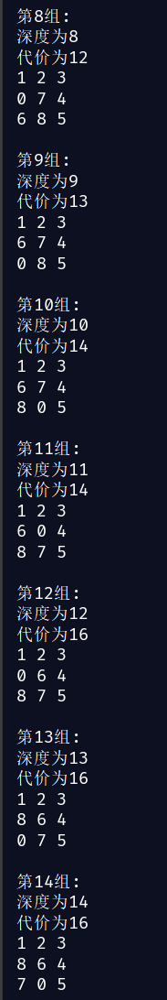 第8组:
深度为8
代价为12
1 2 3
0 7 4
6 8 5
第9组:
深度为9
代价为13
1 2 3
6 7 4
0 8 5
第10组:
深度为10
代价为14
1 2 3
6 7 4
8 0 5
第11组:
深度为11
代价为14
1 2 3
6 0 4
8 7 5
第12组:
深度为12
代价为16
1 2 3
0 6 4
8 7 5
第13组:
深度为13
代价为16
1 2 3
8 6 4
0 7 5
第14组:
深度为14
代价为16
1 2 3
8 6 4
7 0 5